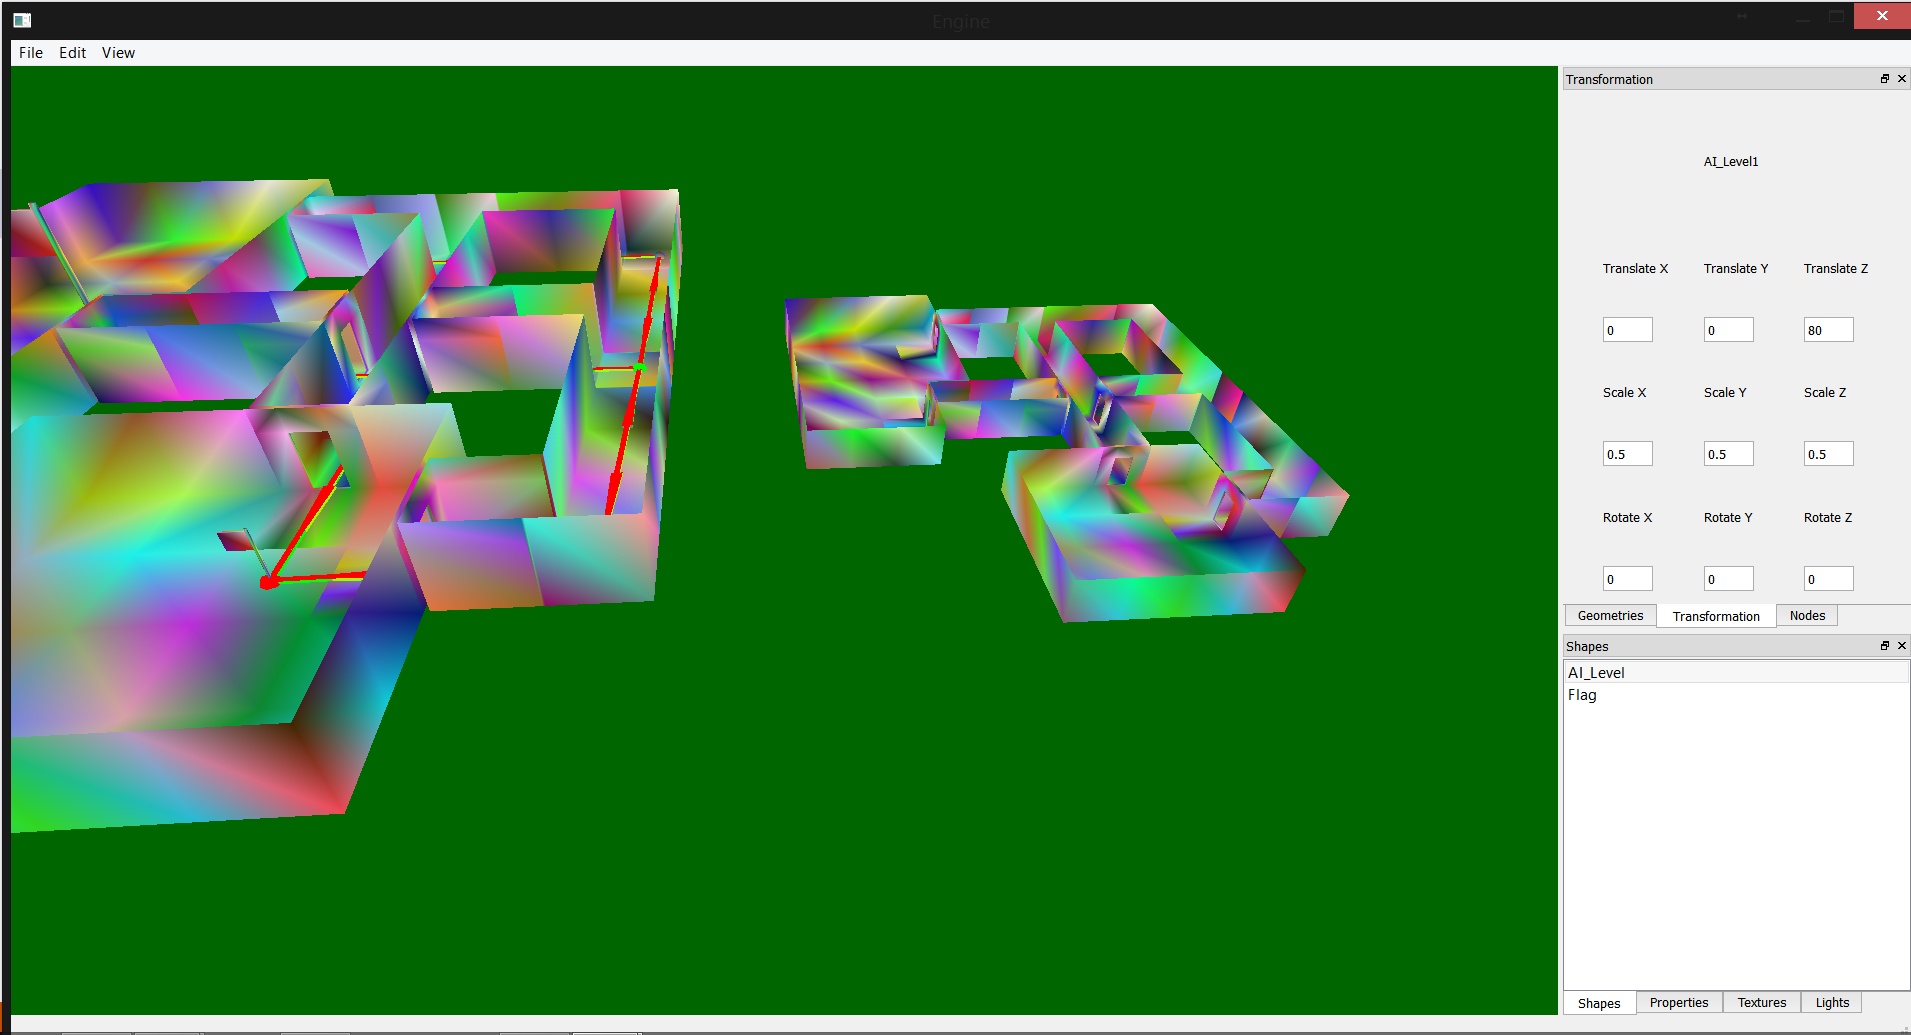 Engine
File Edit View
Transformation
AI_Level1
Translate X Translate Y Translate Z
0 0 80
Scale X Scale Y Scale Z
0.5 0.5 0.5
Rotate X Rotate Y Rotate Z
0 0 0
Geometries Transformation Nodes
Shapes
AI_Level
Flag
Shapes Properties Textures Lights